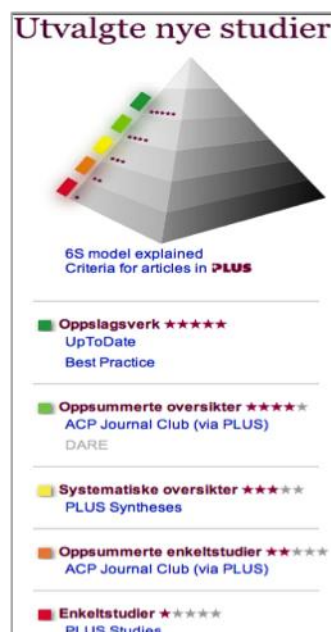 Utvalgte nye studier
6S model explained
Criteria for articles in PLUS
Oppslagsverk ★★★★★
UpToDate
Best Practice
Oppsummerte oversikter ★★★★★
ACP Journal Club (via PLUS)
DARE
Systematiske oversikter ★★★★★
PLUS Syntheses
Oppsummerte enkeltstudier ★★★★★
ACP Journal Club (via PLUS)
Enkeltstudier ★★★★★
PLUS Studies